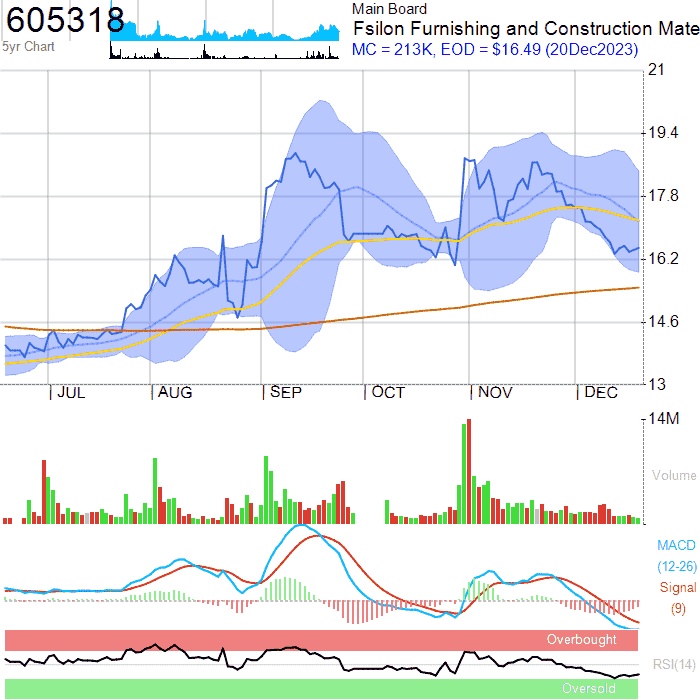 605318
5yr Chart
Main Board
Fsilon Furnishing and Construction Mate
MC = 213K, EOD = $16.49 (20Dec2023)
21
19.4
17.8
16.2
14.6
13
JUL
AUG
SEP
OCT
NOV
DEC
14M
Volume
MACD
(12-26)
Signal
(9)
Overbought
RSI(14)
Oversold